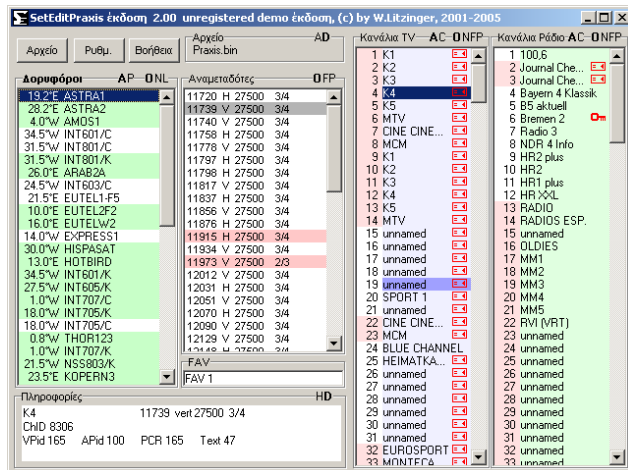 SetEditPraxis έκδοση 2.00 unregistered demo έκδοση, (c) by W.Litzinger, 2001-2005
Αρχείο
Ρυθμ.
Βοήθεια
Αρχείο AD
Praxis.bin
Δορυφόροι AP ONL
19.2°E ASTRA1
28.2°E ASTRA2
4.0°W AMOS1
34.5°W INT601/C
31.5°W INT801/C
31.5°W INT801/K
26.0°E ARAB2A
24.5°W INT603/C
21.5°E EUTEL1-F5
10.0°E EUTEL2F2
16.0°E EUTELW2
14.0°W EXPRESS1
30.0°W HISPASAT
13.0°E HOTBIRD
34.5°W INT601/K
27.5°W INT605/K
1.0°W INT707/C
18.0°W INT705/K
18.0°W INT705/C
0.8°W THOR123
1.0°W INT707/K
21.5°W NSS803/K
23.5°E KOPERN3
Αναμεταδότες OFP
11720 H 27500 3/4
11739 V 27500 3/4
11740 V 27500 3/4
11758 H 27500 3/4
11778 V 27500 3/4
11797 H 27500 3/4
11798 H 27500 3/4
11817 V 27500 3/4
11837 H 27500 3/4
11856 V 27500 3/4
11876 H 27500 3/4
11915 H 27500 3/4
11934 V 27500 3/4
11973 V 27500 2/3
12012 V 27500 3/4
12031 H 27500 3/4
12051 V 27500 3/4
12070 H 27500 3/4
12090 V 27500 3/4
12129 V 27500 3/4
12148 H 27500 3/4
FAV
FAV 1
Πληροφορίες HD
K4 11739 vert 27500 3/4
ChID 8306
VPid 165 APid 100 PCR 165 Text 47
Κανάλια TV AC ONFP
1 K1
2 K2
3 K3
4 K4
5 K5
6 MTV
7 CINE CINE...
8 MCM
9 K1
10 K2
11 K3
12 K4
13 K5
14 MTV
15 unnamed
16 unnamed
17 unnamed
18 unnamed
19 unnamed
20 SPORT 1
21 unnamed
22 CINE CINE...
23 MCM
24 BLUE CHANNEL
25 HEIMATKA...
26 unnamed
27 unnamed
28 unnamed
29 unnamed
30 unnamed
31 unnamed
32 EUROSPORT
33 MONTECA
Κανάλια Ράδιο AC ONFP
1 100,6
2 Journal Che...
3 Journal Che...
4 Bayern 4 Klassik
5 B5 aktuell
6 Bremen 2
7 Radio 3
8 NDR 4 Info
9 HR2 plus
10 HR2
11 HR1 plus
12 HR XXL
13 RADIO
14 RADIOS ESP.
15 unnamed
16 OLDIES
17 MM1
18 MM2
19 MM3
20 MM4
21 MM5
22 RVI (VRT)
23 unnamed
24 unnamed
25 unnamed
26 unnamed
27 unnamed
28 unnamed
29 unnamed
30 unnamed
31 unnamed
32 unnamed
33 unnamed